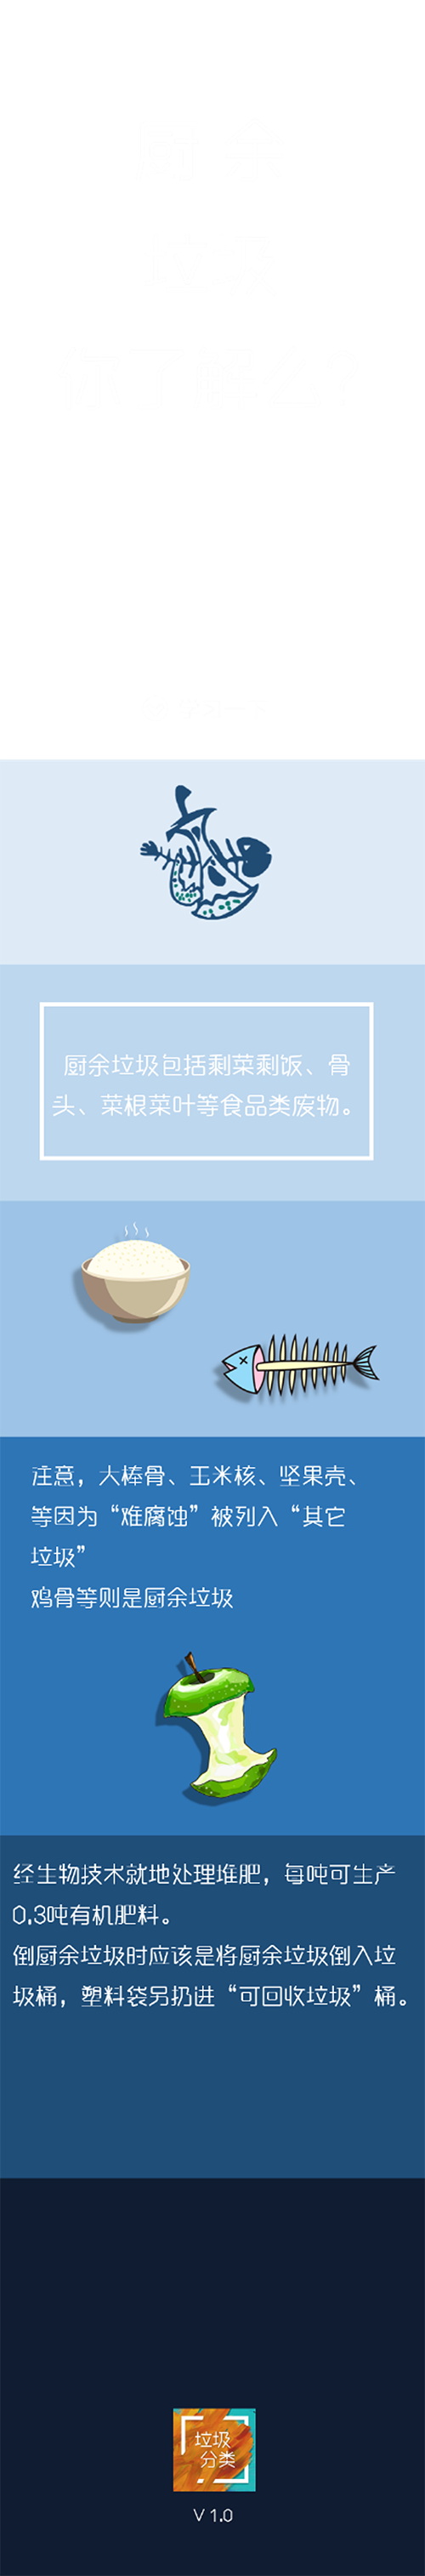 厨余垃圾包括剩菜剩饭、骨
头、菜根菜叶等食品类废物。
注意，大棒骨、玉米核、坚果壳、
等因为“难腐蚀”被列入“其它
垃圾”
鸡骨等则是厨余垃圾
经生物技术就地处理堆肥，每吨可生产
0.3吨有机肥料。
倒厨余垃圾时应该是将厨余垃圾倒入垃
圾桶，塑料袋另扔进“可回收垃圾”桶。
垃圾
分类
V 1.0